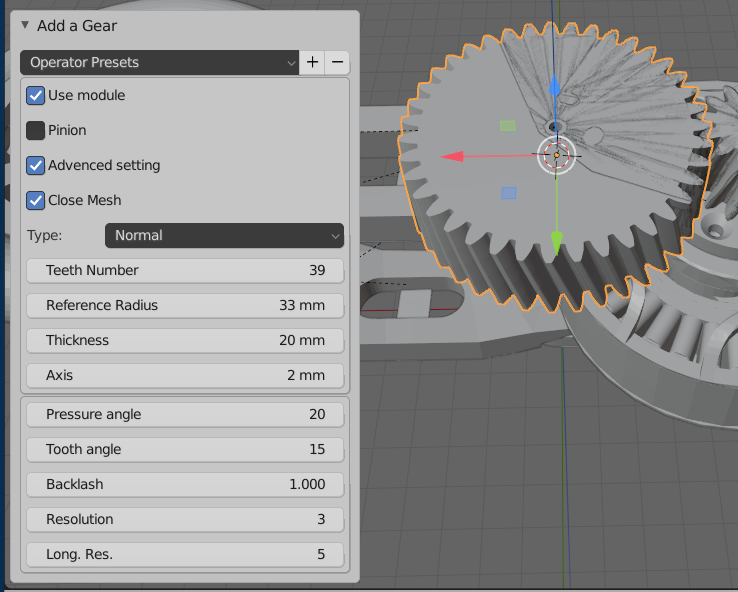 Add a Gear
Operator Presets
Use module
Pinion
Advanced setting
Close Mesh
Type: Normal
Teeth Number 39
Reference Radius 33 mm
Thickness 20 mm
Axis 2 mm
Pressure angle 20
Tooth angle 15
Backlash 1.000
Resolution 3
Long. Res. 5